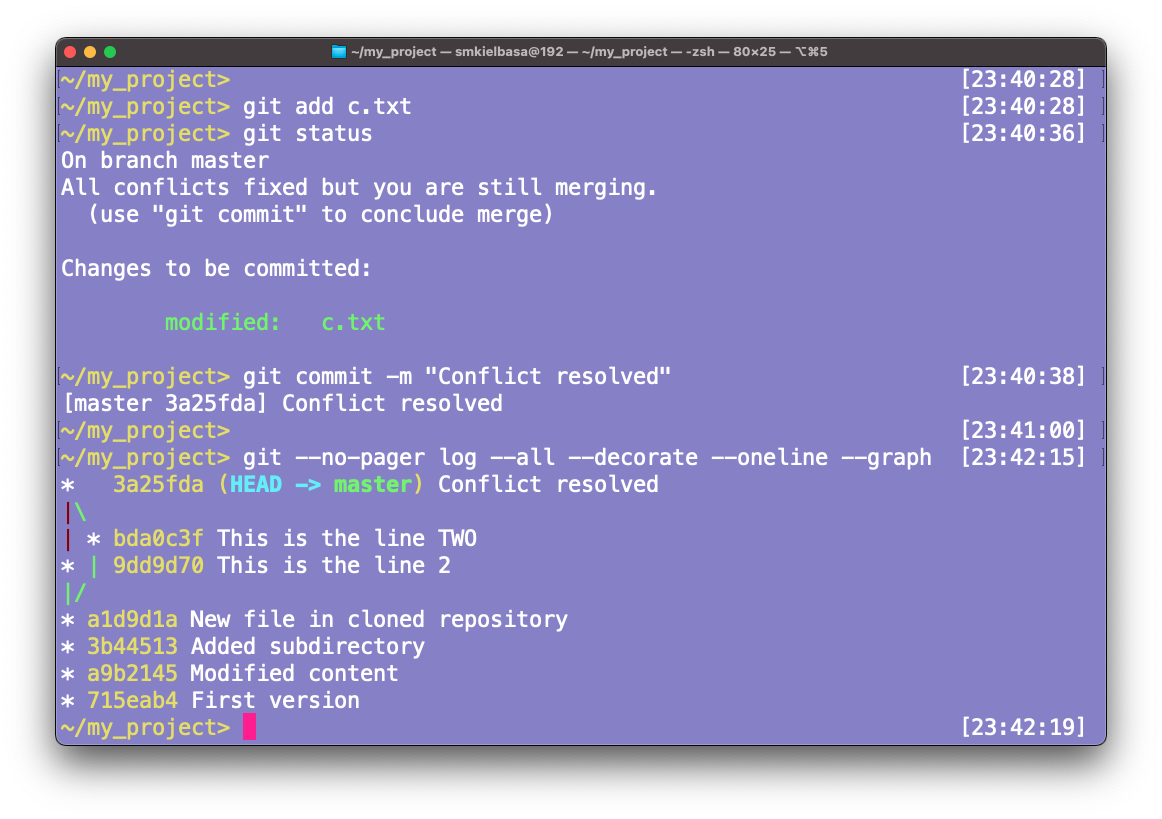 ~/my_project — smkielbasa@192 — ~/my_project — -zsh — 80×25 — ⌥⌘5
~/my_project> [23:40:28]
~/my_project> git add c.txt [23:40:28]
~/my_project> git status [23:40:36]
On branch master
All conflicts fixed but you are still merging.
  (use "git commit" to conclude merge)

Changes to be committed:

        modified:   c.txt

~/my_project> git commit -m "Conflict resolved" [23:40:38]
[master 3a25fda] Conflict resolved
~/my_project> [23:41:00]
~/my_project> git --no-pager log --all --decorate --oneline --graph [23:42:15]
*   3a25fda (HEAD -> master) Conflict resolved
|\
| * bda0c3f This is the line TWO
* | 9dd9d70 This is the line 2
|/
* a1d9d1a New file in cloned repository
* 3b44513 Added subdirectory
* a9b2145 Modified content
* 715eab4 First version
~/my_project> [23:42:19]